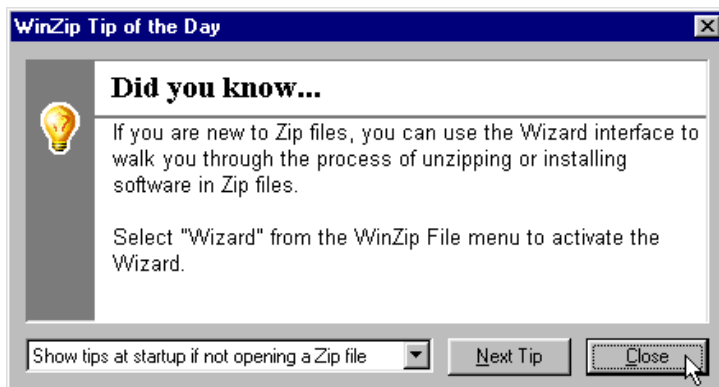 WinZip Tip of the Day
Did you know...
If you are new to Zip files, you can use the Wizard interface to
walk you through the process of unzipping or installing
software in Zip files.
Select "Wizard" from the WinZip File menu to activate the
Wizard.
Show tips at startup if not opening a Zip file
Next Tip
Close